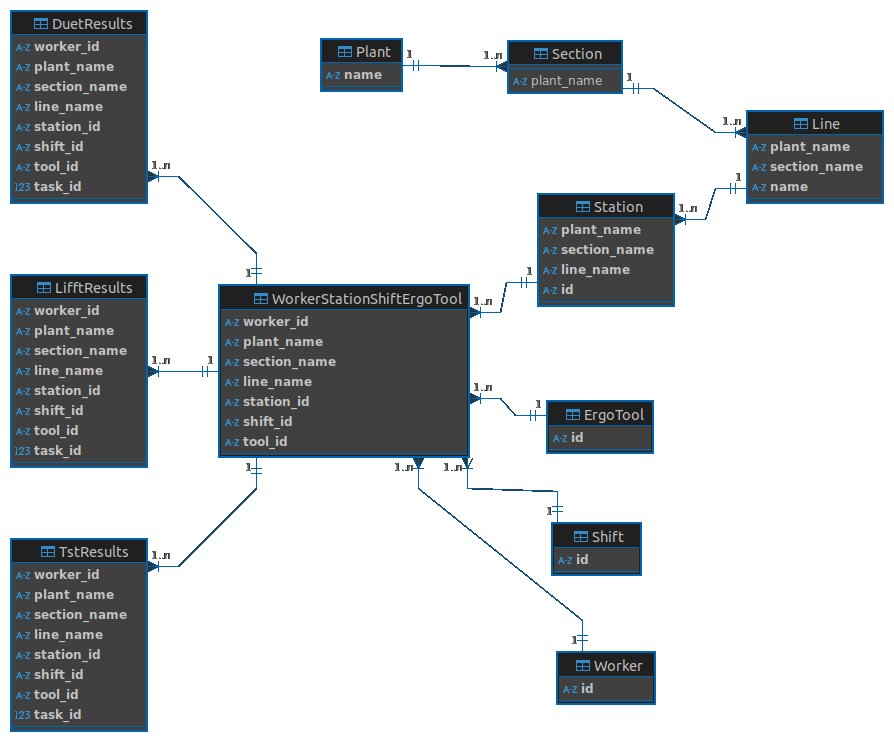 DuetResults
A-Z worker_id
A-Z plant_name
A-Z section_name
A-Z line_name
A-Z station_id
A-Z shift_id
A-Z tool_id
123 task_id
1..n
1
Plant
A-Z name
1
1..n
Section
A-Z plant_name
1
1..n
Line
A-Z plant_name
A-Z section_name
A-Z name
1
1..n
Station
A-Z plant_name
A-Z section_name
A-Z line_name
A-Z id
1
1..n
LifftResults
A-Z worker_id
A-Z plant_name
A-Z section_name
A-Z line_name
A-Z station_id
A-Z shift_id
A-Z tool_id
123 task_id
1..n
1
WorkerStationShiftErgoTool
A-Z worker_id
A-Z plant_name
A-Z section_name
A-Z line_name
A-Z station_id
A-Z shift_id
A-Z tool_id
1..n
1
ErgoTool
A-Z id
1
1..n
1..n
1
Shift
A-Z id
1
Worker
A-Z id
1..n
TstResults
A-Z worker_id
A-Z plant_name
A-Z section_name
A-Z line_name
A-Z station_id
A-Z shift_id
A-Z tool_id
123 task_id